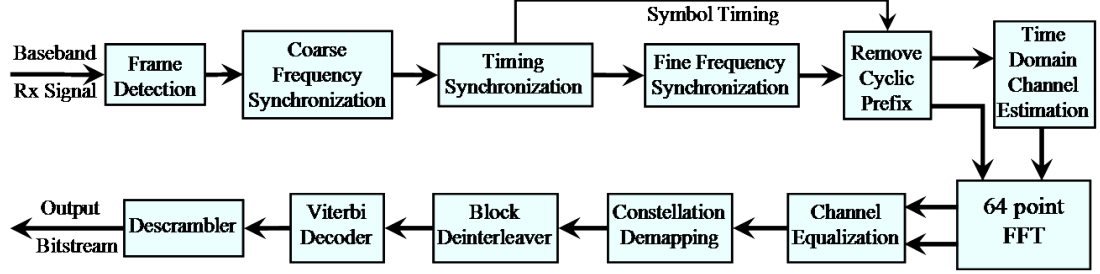 Symbol Timing
Baseband
Rx Signal
Frame
Detection
Coarse
Frequency
Synchronization
Timing
Synchronization
Fine Frequency
Synchronization
Remove
Cyclic
Prefix
Time
Domain
Channel
Estimation
Output
Bitstream
Descrambler
Viterbi
Decoder
Block
Deinterleaver
Constellation
Demapping
Channel
Equalization
64 point
FFT